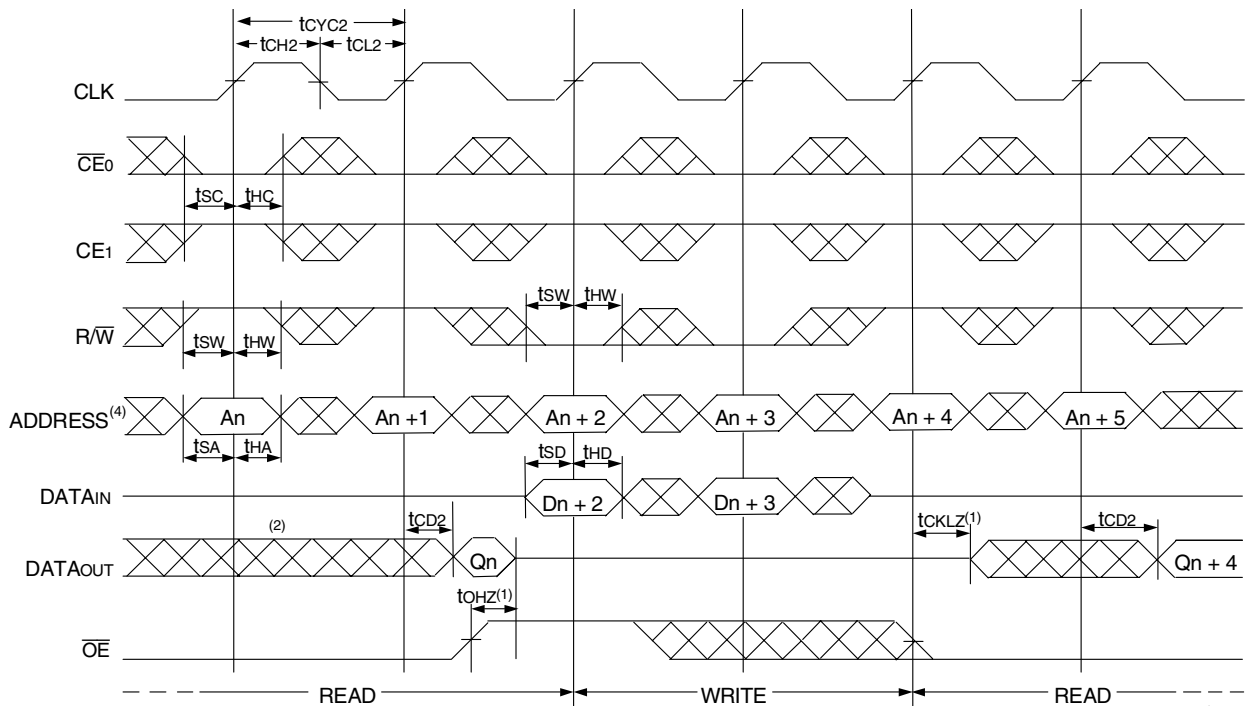 tCYC2
tCH2 tCL2
CLK
CE0
tSC tHC
CE1
tSW tHW
R/W
tSW tHW
ADDRESS(4) An An +1 An + 2 An + 3 An + 4 An + 5
tSA tHA tSD tHD
DATAIN Dn + 2 Dn + 3
(2) tCD2 tCKLZ(1) tCD2
DATAOUT Qn Qn + 4
tOHZ(1)
OE
READ WRITE READ